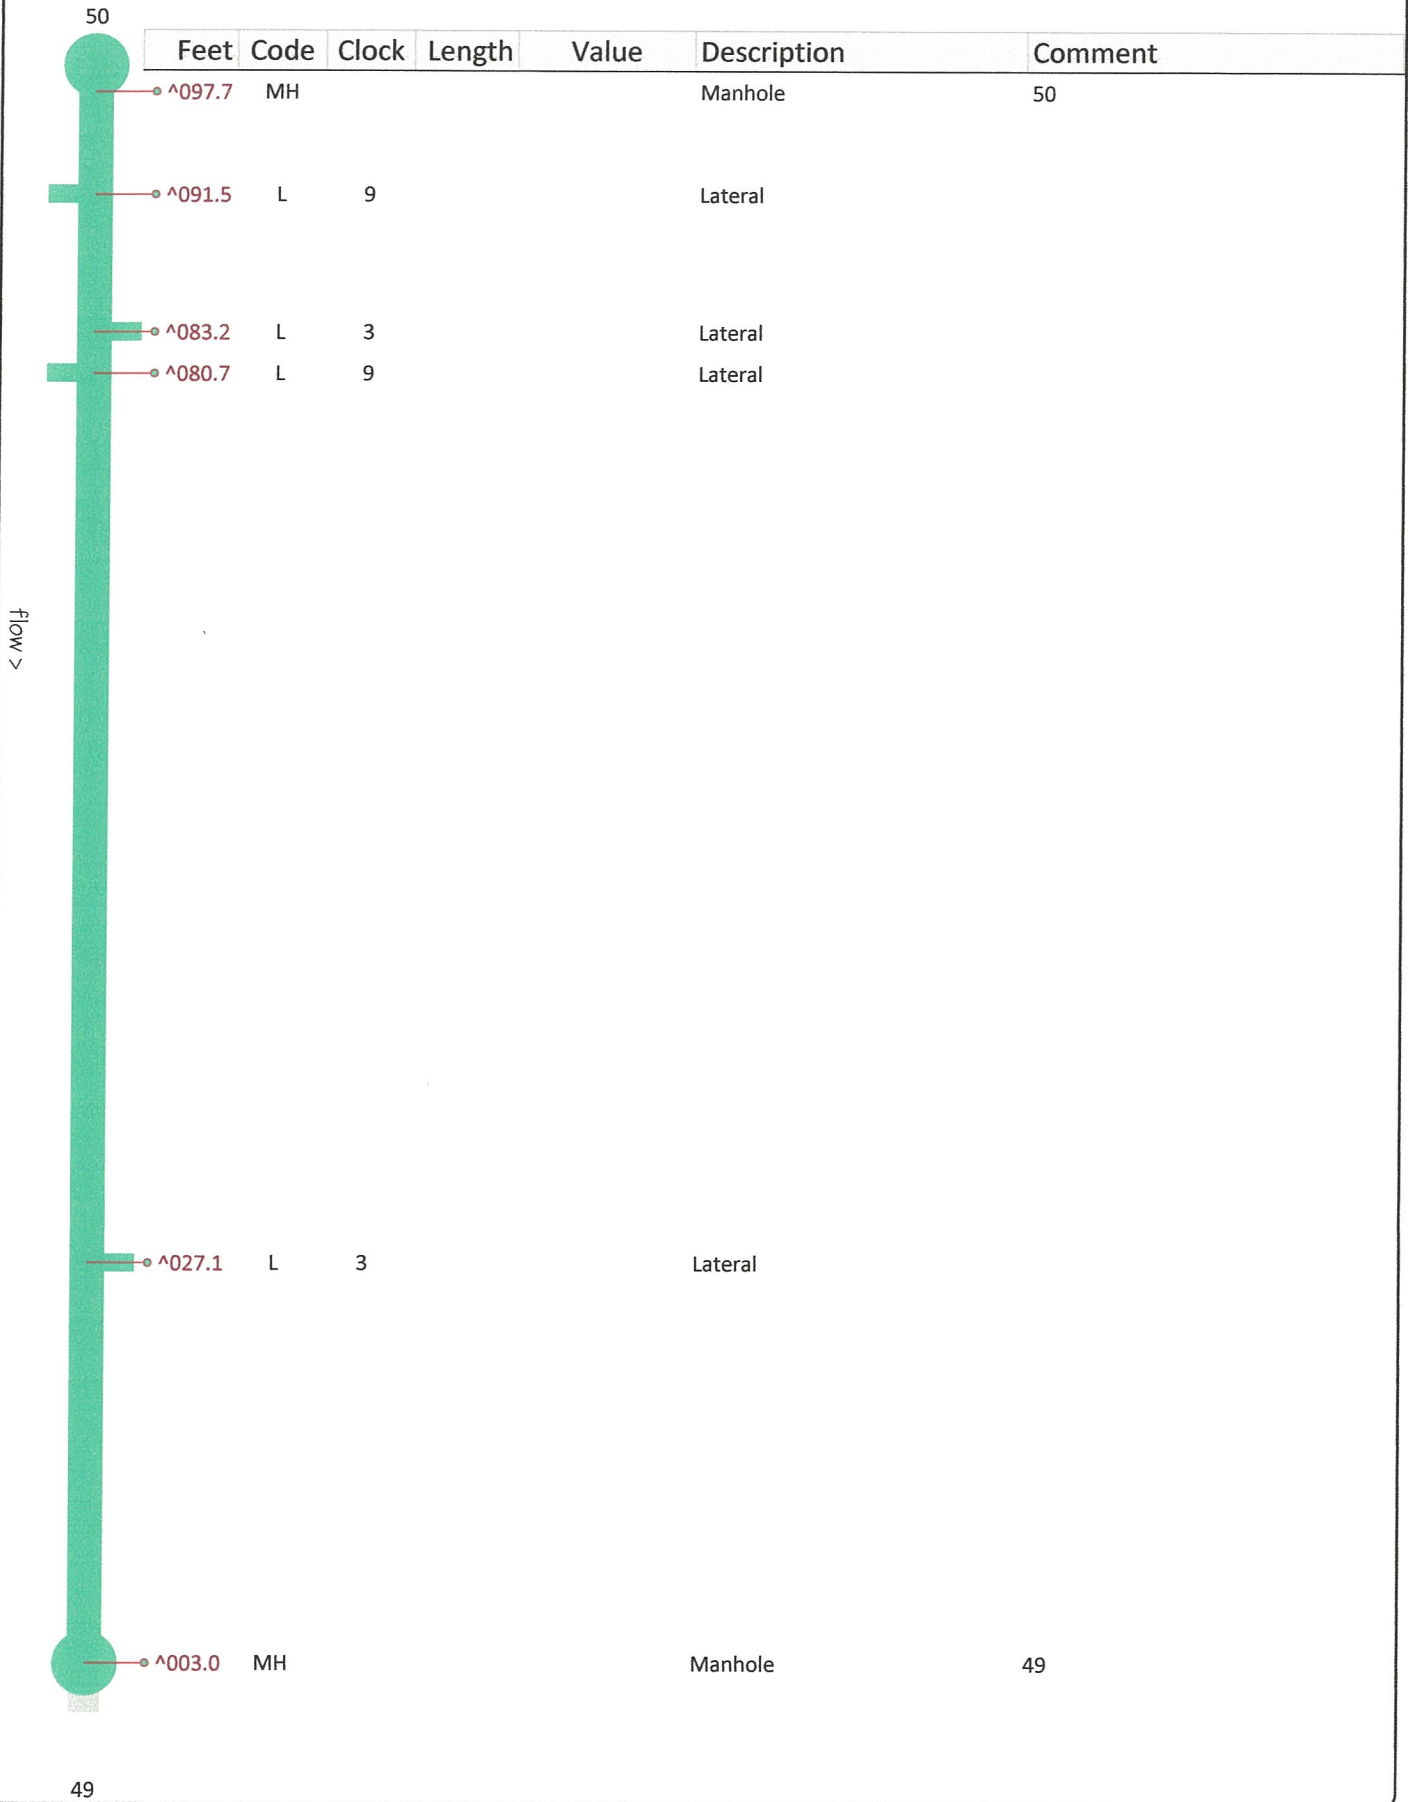 50
Feet Code Clock Length Value Description Comment
^097.7 MH Manhole 50
^091.5 L 9 Lateral
^083.2 L 3 Lateral
^080.7 L 9 Lateral
flow >
^027.1 L 3 Lateral
^003.0 MH Manhole 49
49